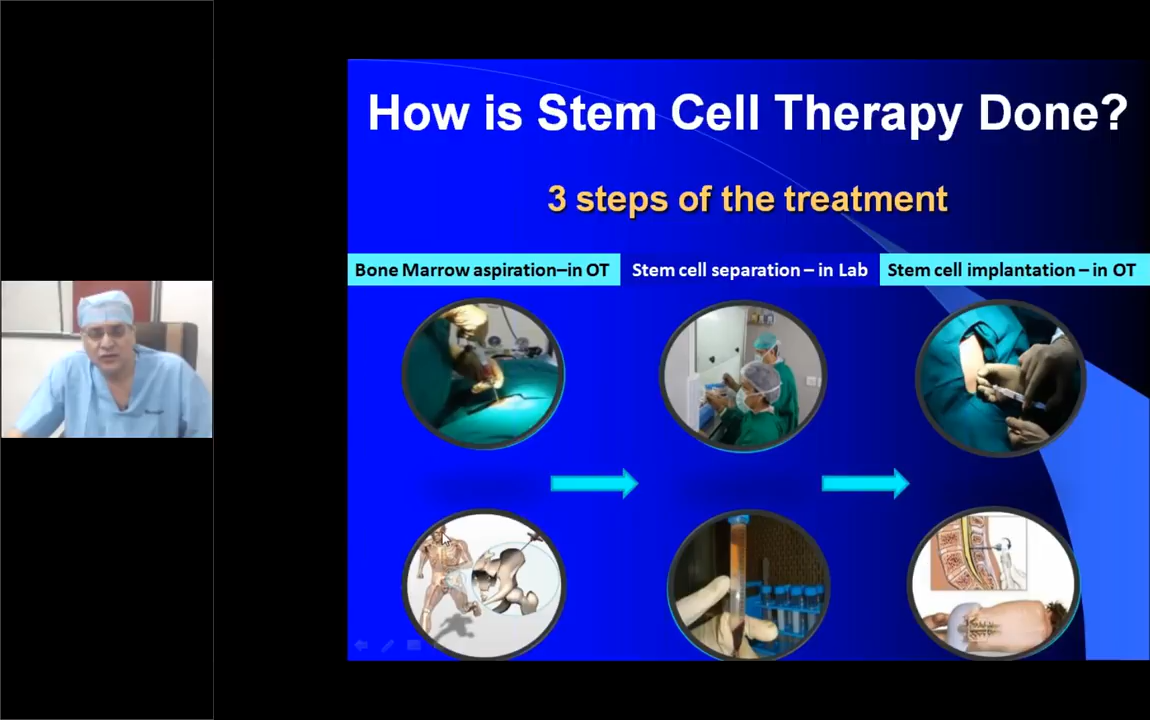 How is Stem Cell Therapy Done?
3 steps of the treatment
Bone Marrow aspiration–in OT
Stem cell separation – in Lab
Stem cell implantation – in OT